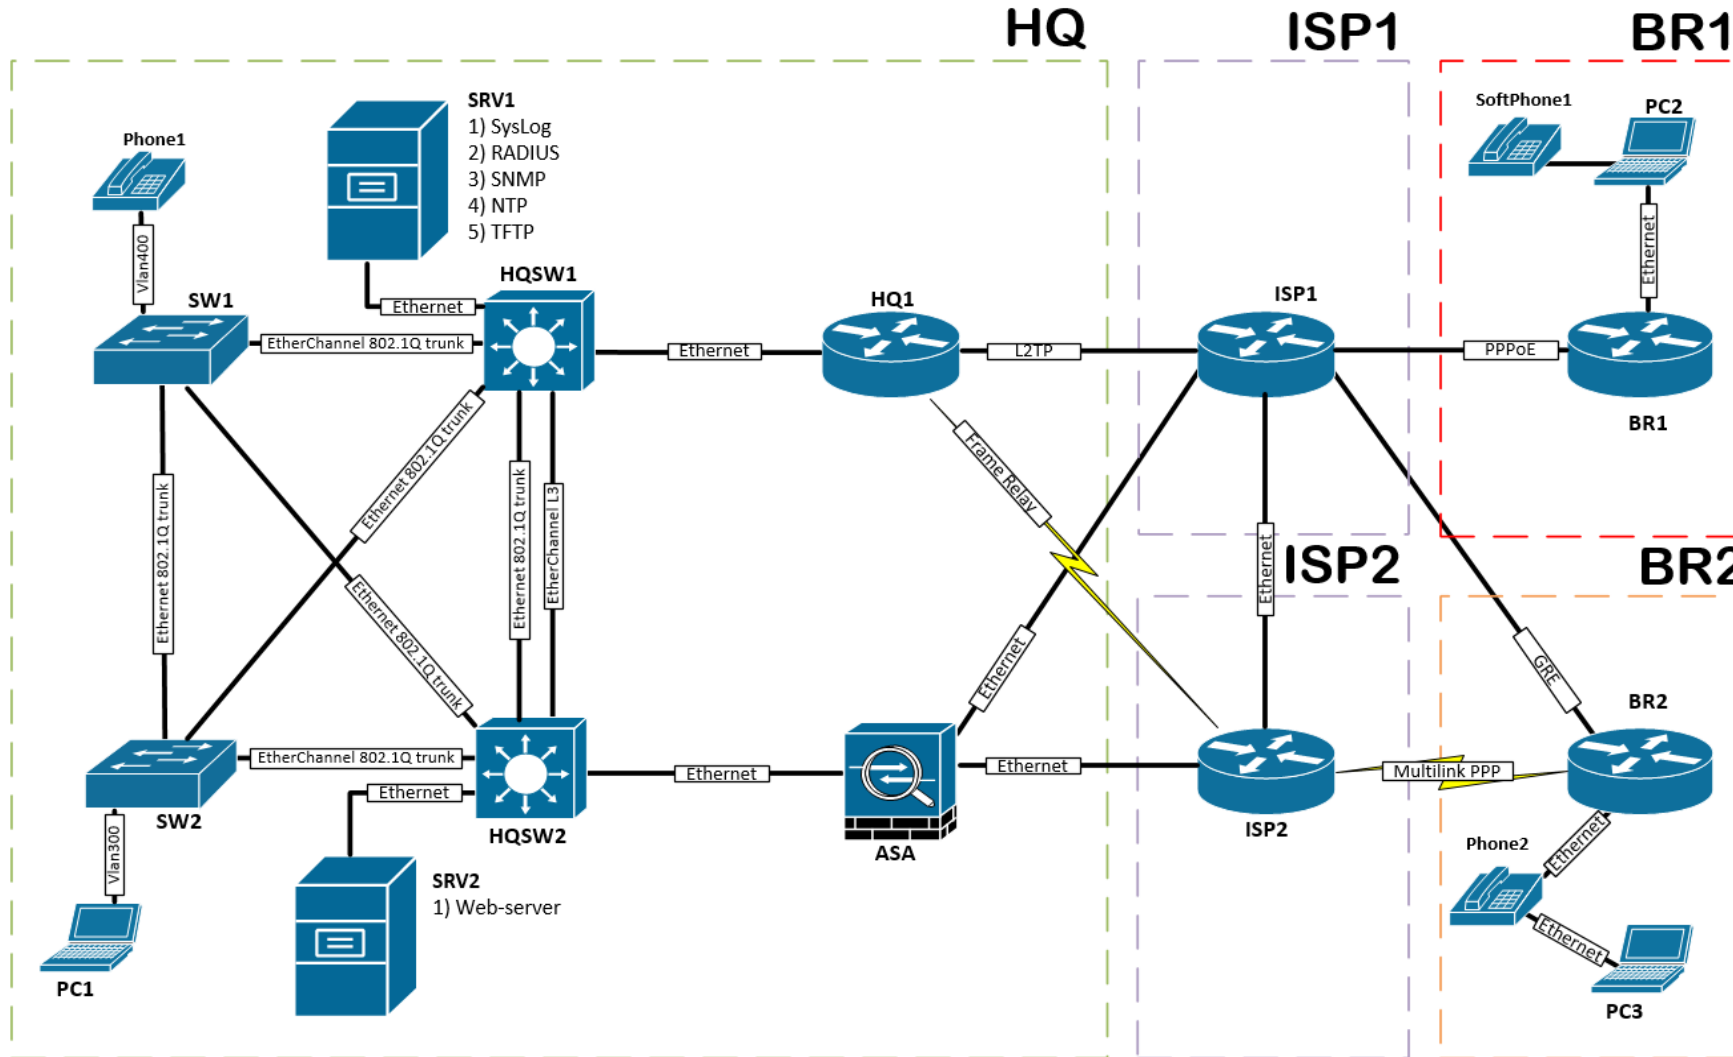 HQ
ISP1
BR1
SRV1
1) SysLog
2) RADIUS
3) SNMP
4) NTP
5) TFTP
Phone1
Vlan400
SW1
HQSW1
Ethernet
EtherChannel 802.1Q trunk
Ethernet
HQ1
L2TP
ISP1
PPPoE
SoftPhone1
PC2
Ethernet
BR1
Ethernet 802.1Q trunk
Ethernet 802.1Q trunk
Ethernet 802.1Q trunk
Ethernet 802.1Q trunk
EtherChannel L3
Frame Relay
Ethernet
Ethernet
GRE
ISP2
BR2
SW2
EtherChannel 802.1Q trunk
Ethernet
HQSW2
Ethernet
ASA
Ethernet
ISP2
Multilink PPP
BR2
Vlan300
PC1
SRV2
1) Web-server
Phone2
Ethernet
Ethernet
PC3